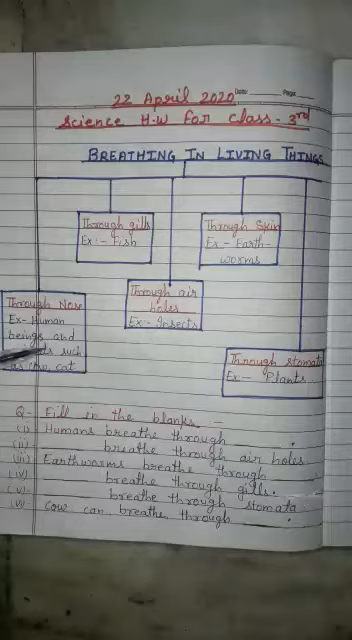 Date: Page
22 April 2020
Science H.W for class - 3rd
BREATHING IN LIVING THINGS
Through gills
Ex :- Fish
Through Skin
Ex - Earth-
worms
Through air
holes
Ex:- Insects
Through Nose
Ex - Human
beings and
such
as cat
Through stomata
Ex - Plants
Q- Fill in the blanks -
(i) Humans breathe through .
(ii) breathe through air holes
(iii) Earthworms breathe through
(iv) breathe through gills.
(v) breathe through stomata
(vi) Cow can breathe through .